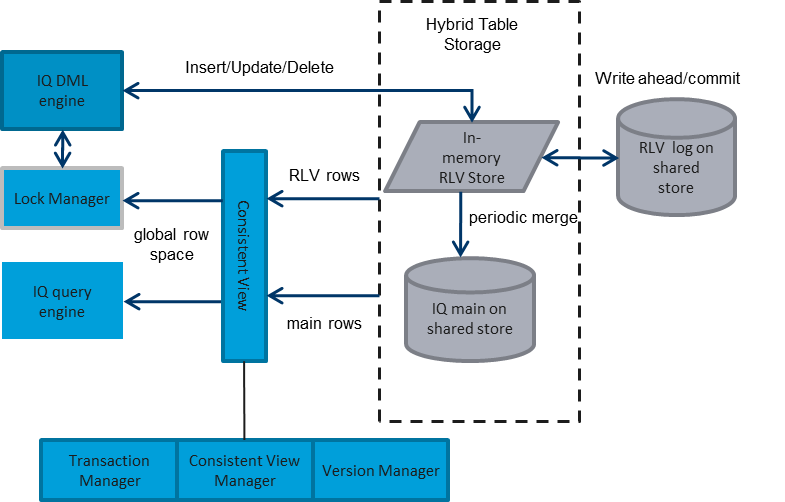 Hybrid Table
Storage
Insert/Update/Delete
IQ DML
engine
Write ahead/commit
In-
memory
RLV Store
RLV log on
shared
store
RLV rows
Lock Manager
periodic merge
global row
space
Consistent View
IQ query
engine
main rows
IQ main on
shared store
Transaction
Manager
Consistent View
Manager
Version Manager